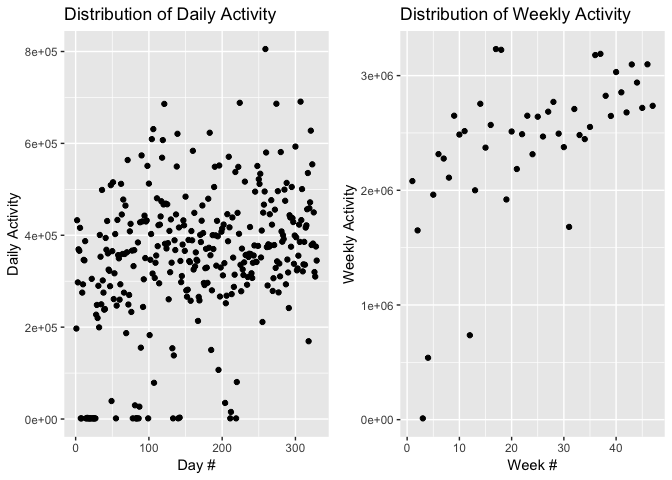 Distribution of Daily Activity
8e+05
6e+05
4e+05
2e+05
0e+00
Daily Activity
0
100
200
300
Day #
Distribution of Weekly Activity
3e+06
2e+06
1e+06
0e+00
Weekly Activity
0
10
20
30
40
Week #